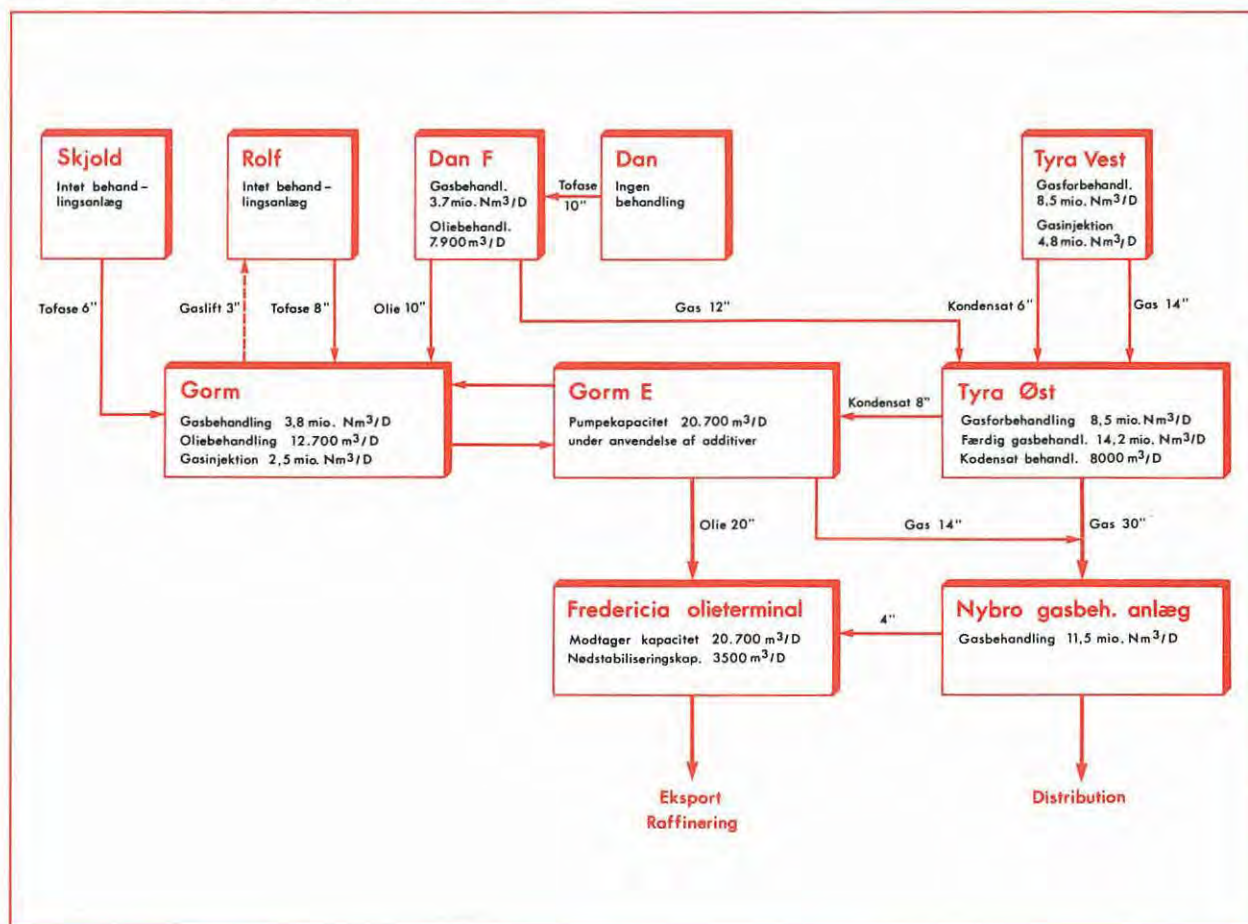 Skjold
Intet behand-
lingsanlæg
Rolf
Intet behand-
lingsanlæg
Dan F
Gasbehandl.
3.7 mio. Nm³/D
Oliebehandl.
7.900 m³/D
Tofase
10"
Dan
Ingen
behandling
Tyra Vest
Gasforbehandl.
8,5 mio. Nm³/D
Gasinjektion
4,8 mio. Nm³/D
Tofase 6"
Gaslift 3"
Tofase 8"
Olie 10"
Gas 12"
Kondensat 6"
Gas 14"
Gorm
Gasbehandling 3,8 mio. Nm³/D
Oliebehandling 12.700 m³/D
Gasinjektion 2,5 mio. Nm³/D
Gorm E
Pumpekapacitet 20.700 m³/D
under anvendelse af additiver
Kondensat 8"
Tyra Øst
Gasforbehandling 8,5 mio. Nm³/D
Færdig gasbehandl. 14,2 mio. Nm³/D
Kodensat behandl. 8000 m³/D
Olie 20"
Gas 14"
Gas 30"
Fredericia olieterminal
Modtager kapacitet 20.700 m³/D
Nødstabiliseringskap. 3500 m³/D
4"
Nybro gasbeh. anlæg
Gasbehandling 11,5 mio. Nm³/D
Eksport
Raffinering
Distribution